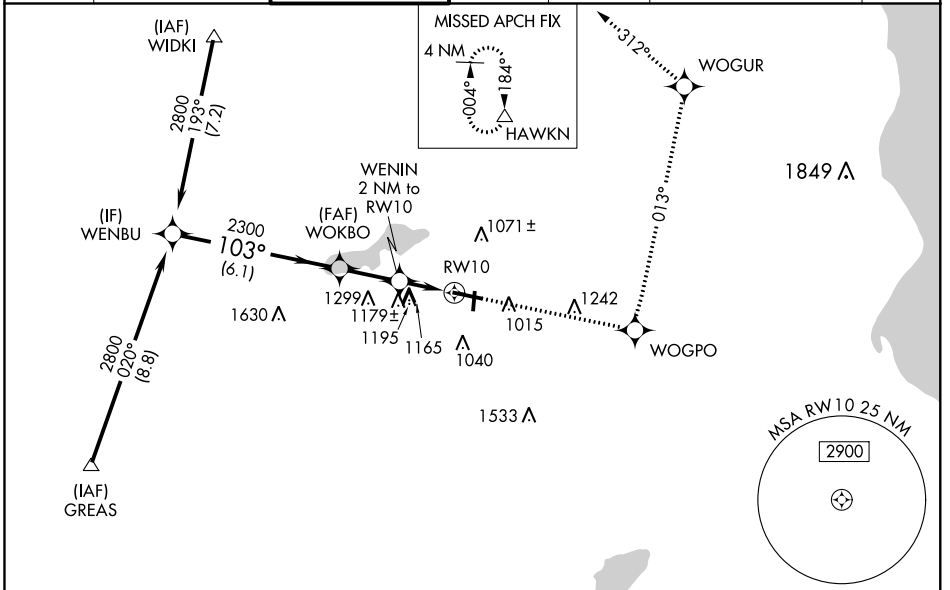 (IAF)
WIDKI
2800
193°
(7.2)
MISSED APCH FIX
4 NM
004°
184°
HAWKN
312°
WOGUR
013°
1849
WENIN
2 NM to
RW10
(IF)
WENBU
2300
103°
(6.1)
(FAF)
WOKBO
1071±
RW10
1630
1299
1179±
1195
1165
1015
1242
1040
WOGPO
2800
020°
(8.8)
1533
(IAF)
GREAS
MSA RW10 25 NM
2900